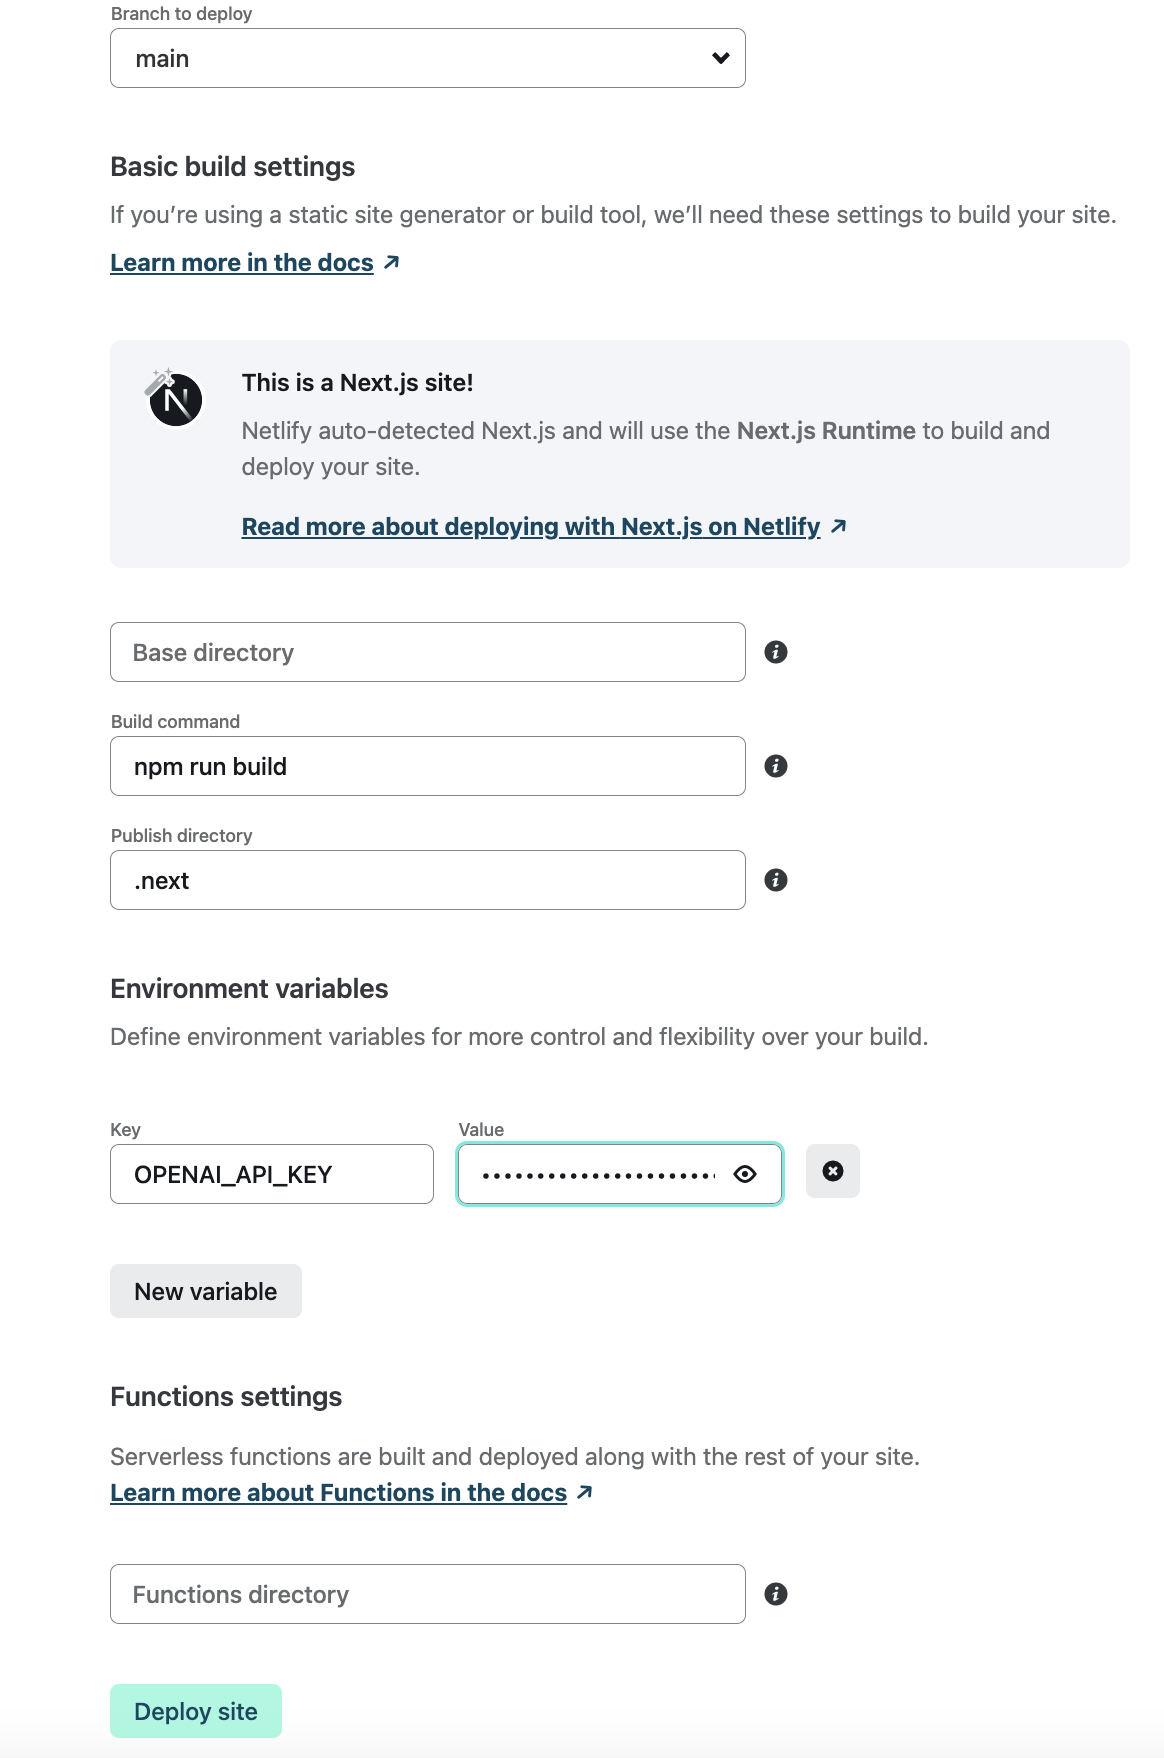 Branch to deploy
main
Basic build settings
If you’re using a static site generator or build tool, we’ll need these settings to build your site.
Learn more in the docs
This is a Next.js site!
Netlify auto-detected Next.js and will use the Next.js Runtime to build and
deploy your site.
Read more about deploying with Next.js on Netlify
Base directory
Build command
npm run build
Publish directory
.next
Environment variables
Define environment variables for more control and flexibility over your build.
Key
Value
OPENAI_API_KEY
New variable
Functions settings
Serverless functions are built and deployed along with the rest of your site.
Learn more about Functions in the docs
Functions directory
Deploy site